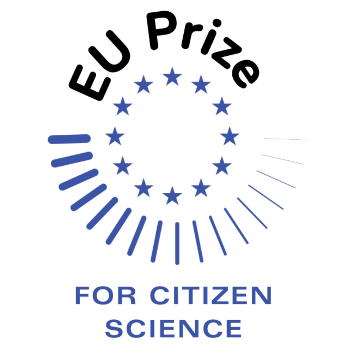 EU Prize
FOR CITIZEN
SCIENCE